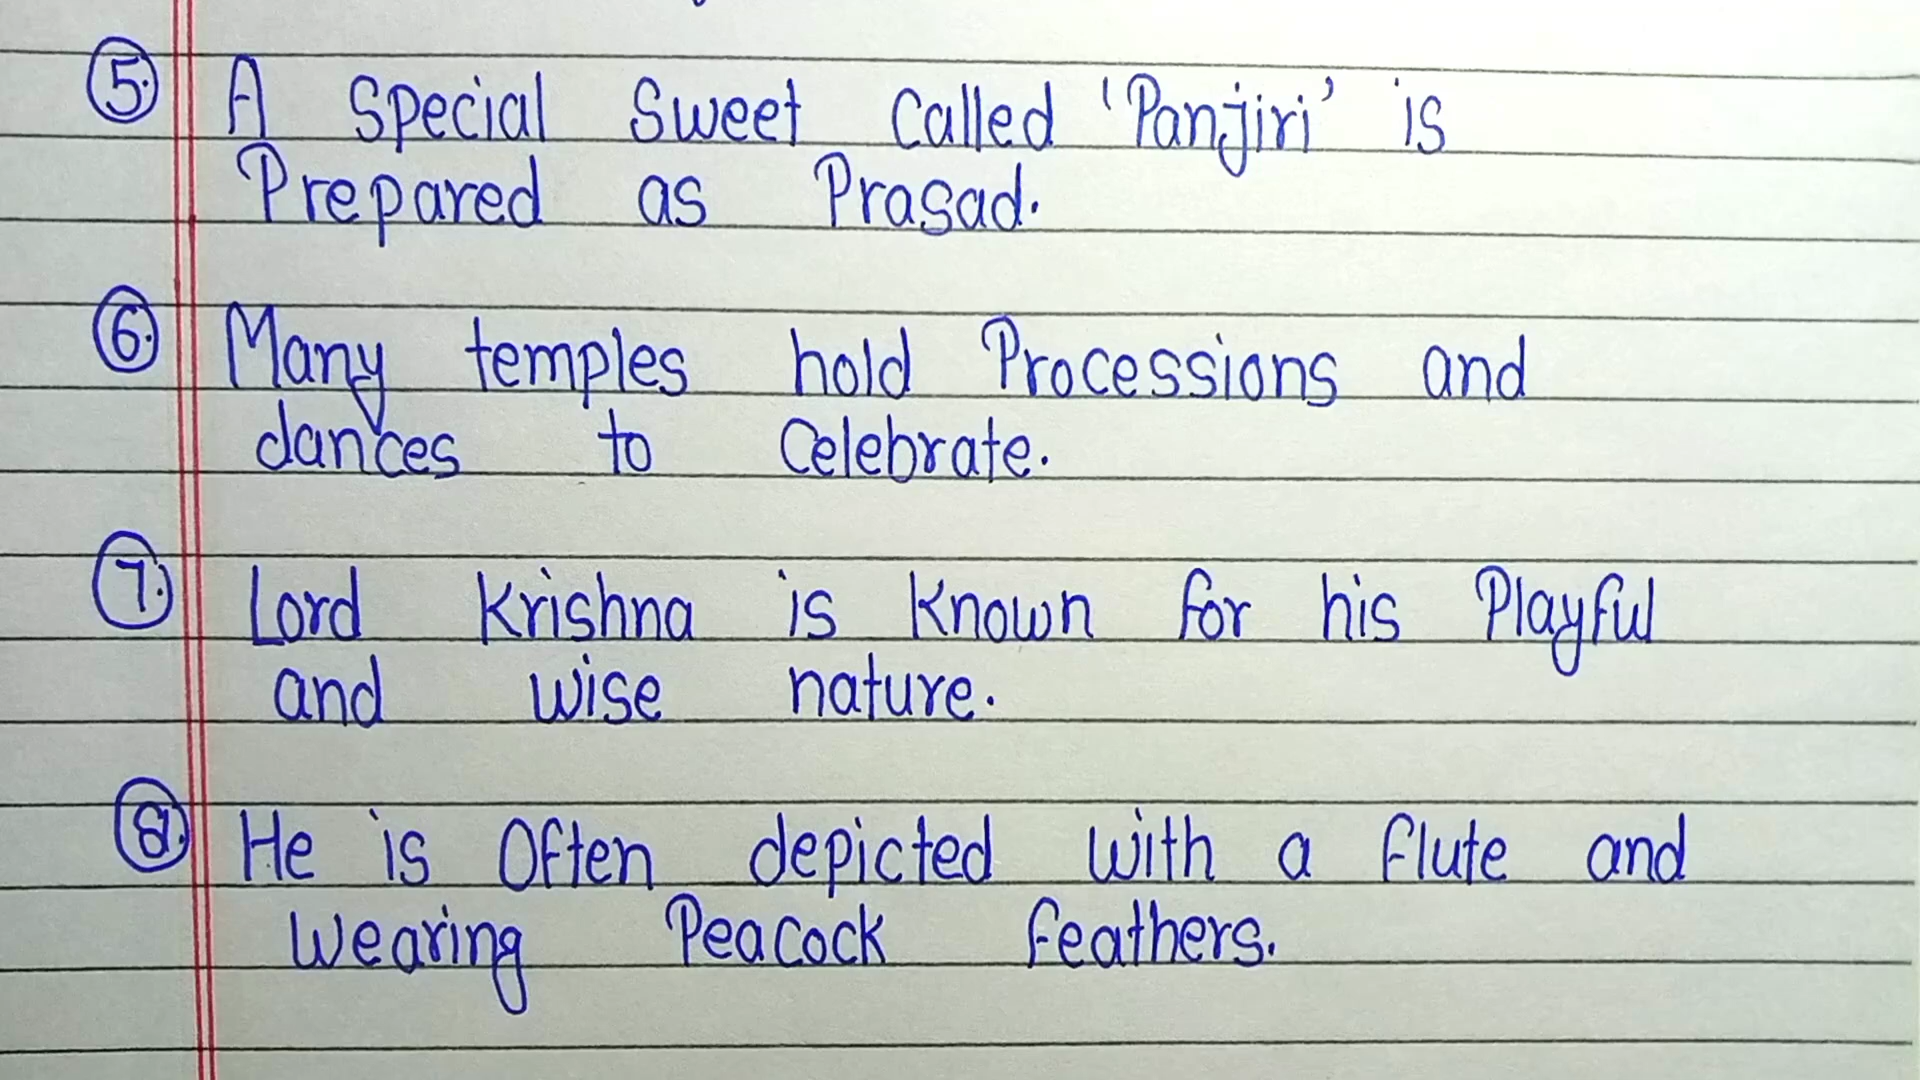 5. A special sweet called 'Panjiri' is
Prepared as Prasad.
6. Many temples hold Processions and
dances to Celebrate.
7. Lord Krishna is known for his Playful
and wise nature.
8. He is Often depicted with a flute and
wearing Peacock feathers.